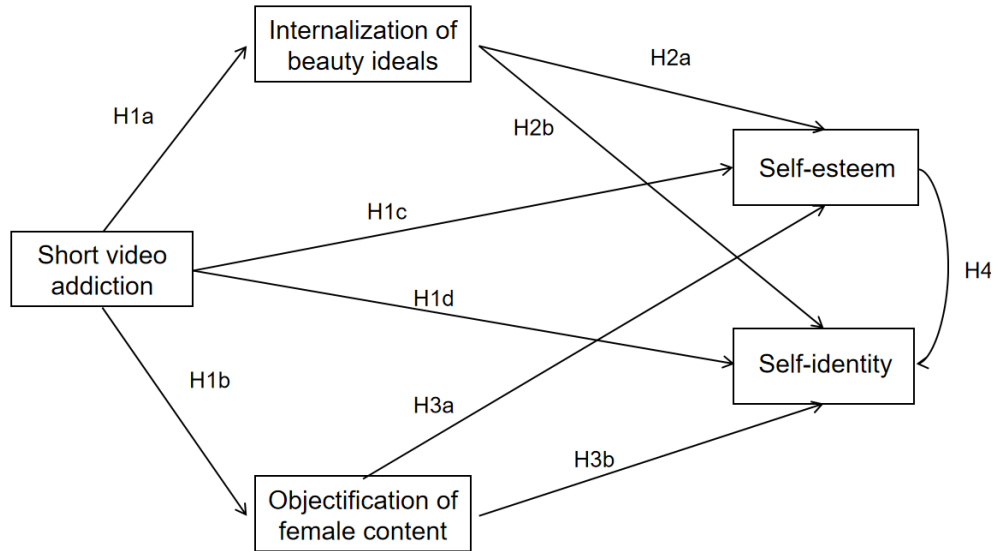 Internalization of
beauty ideals
H2a
H1a
H2b
Self-esteem
H1c
Short video
addiction
H4
H1d
Self-identity
H1b
H3a
H3b
Objectification of
female content